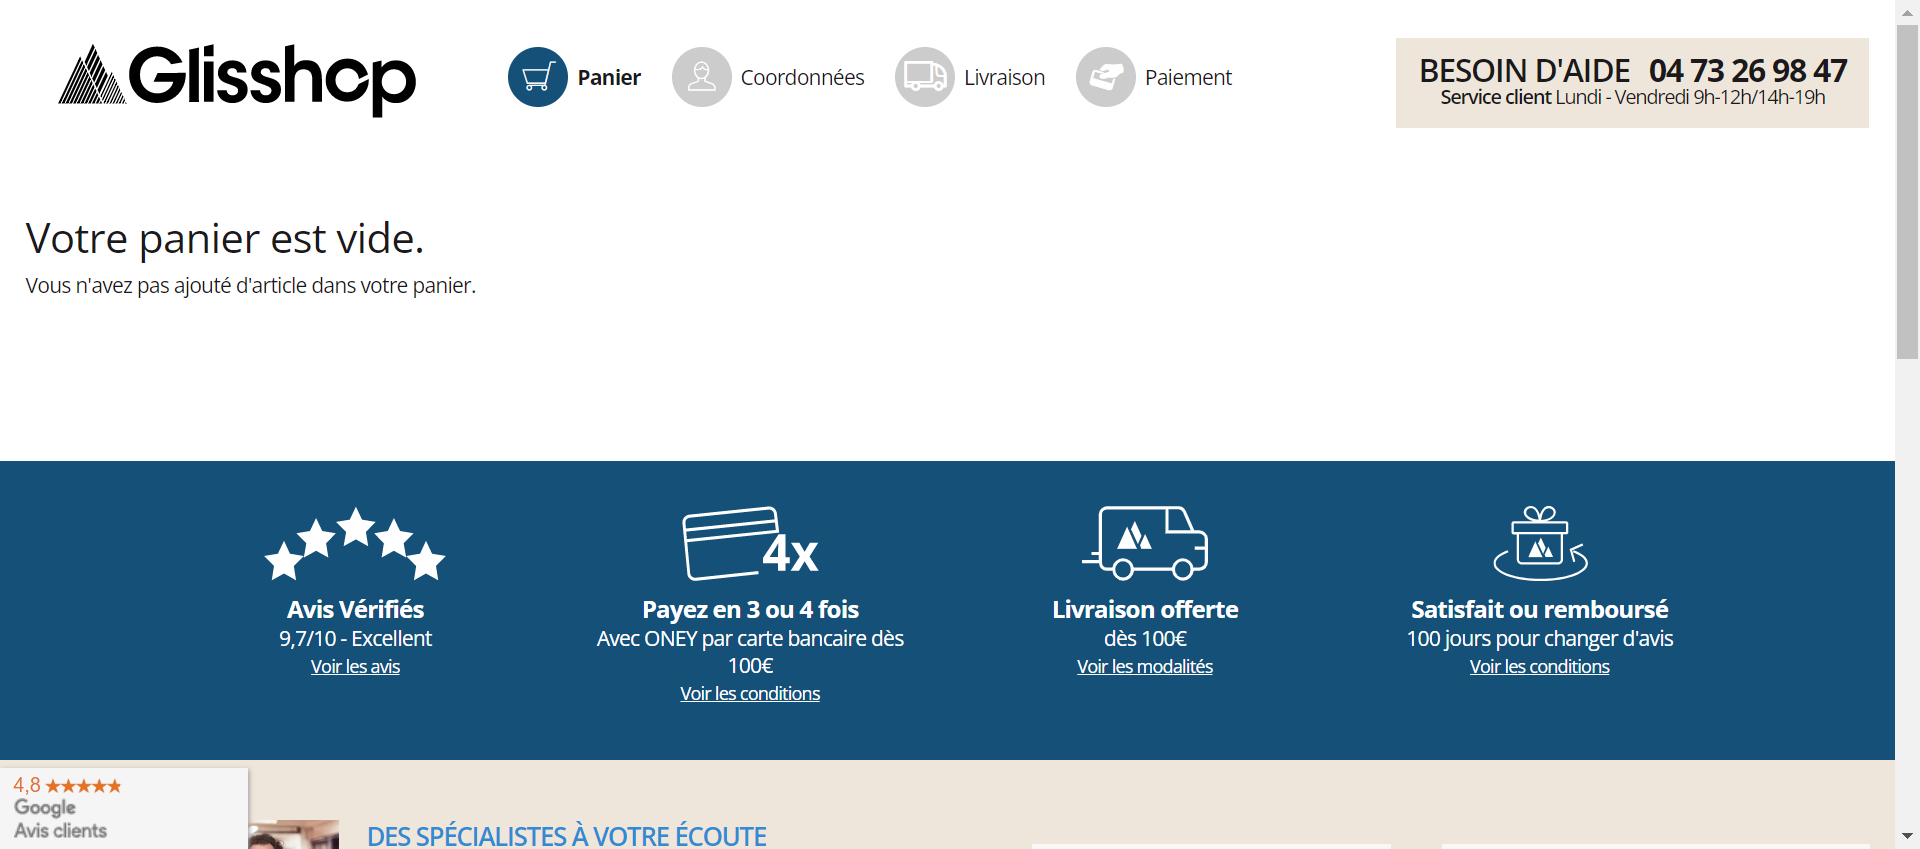 Glisshop
Panier
Coordonnées
Livraison
Paiement
BESOIN D'AIDE 04 73 26 98 47
Service client Lundi - Vendredi 9h-12h/14h-19h
Votre panier est vide.
Vous n'avez pas ajouté d'article dans votre panier.
Avis Vérifiés
9,7/10 - Excellent
Voir les avis
4x
Payez en 3 ou 4 fois
Avec ONEY par carte bancaire dès
100€
Voir les conditions
Livraison offerte
dès 100€
Voir les modalités
Satisfait ou remboursé
100 jours pour changer d'avis
Voir les conditions
4,8
Google
Avis clients
DES SPÉCIALISTES À VOTRE ÉCOUTE